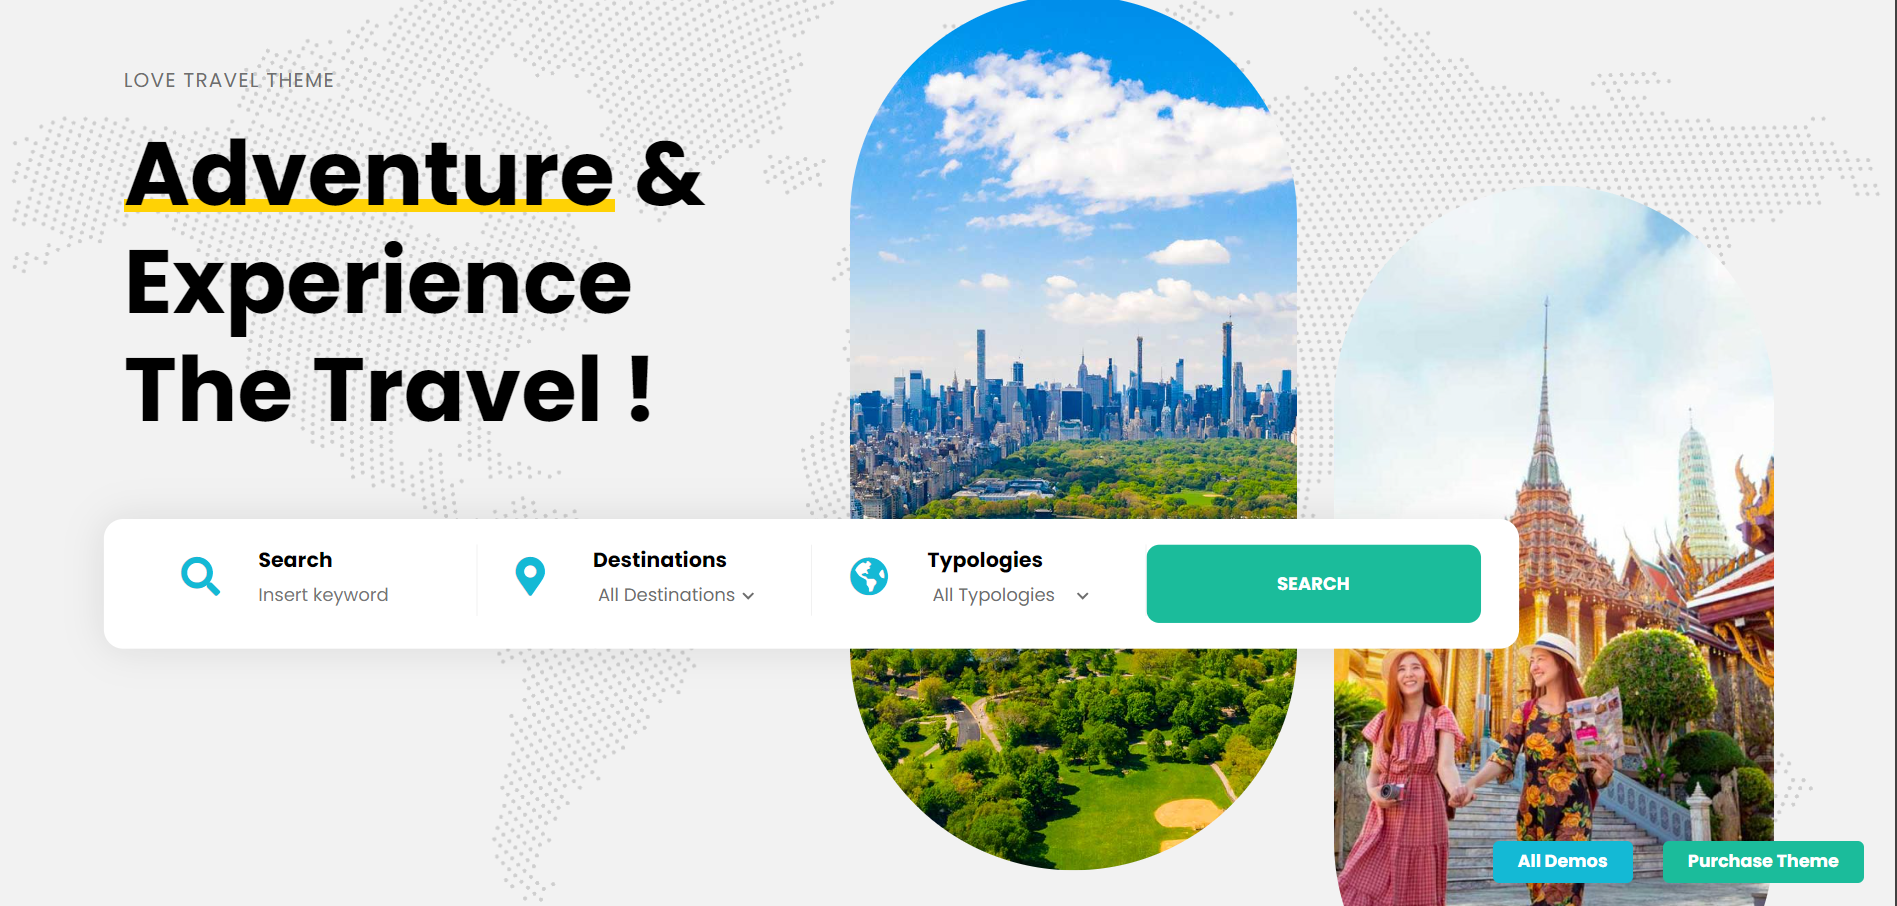 LOVE TRAVEL THEME
Adventure &
Experience
The Travel !
Search
Insert keyword
Destinations
All Destinations
Typologies
All Typologies
SEARCH
All Demos
Purchase Theme